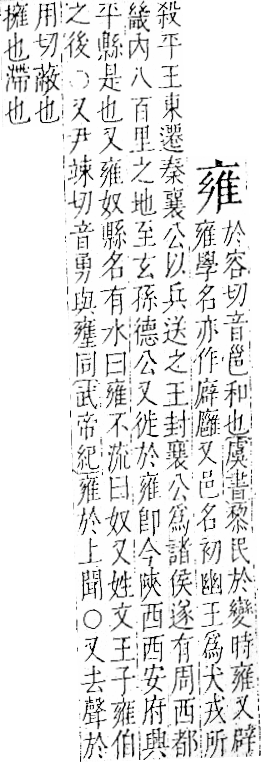 雍
於容切音邕和也虞書黎民於變時雍又辟
雍學名亦作廦廱又邑名初幽王爲犬戎所
殺平王東遷秦襄公以兵送之王封襄公爲諸侯遂有周西都
畿內八百里之地至玄孫德公又徙於雍卽今陝西西安府興
平縣是也又雍奴縣名有水曰雍不流曰奴又姓文王子雍伯
之後○又尹竦切音勇與壅同武帝紀雍於上聞○又去聲於
用切蔽也
擁也滯也